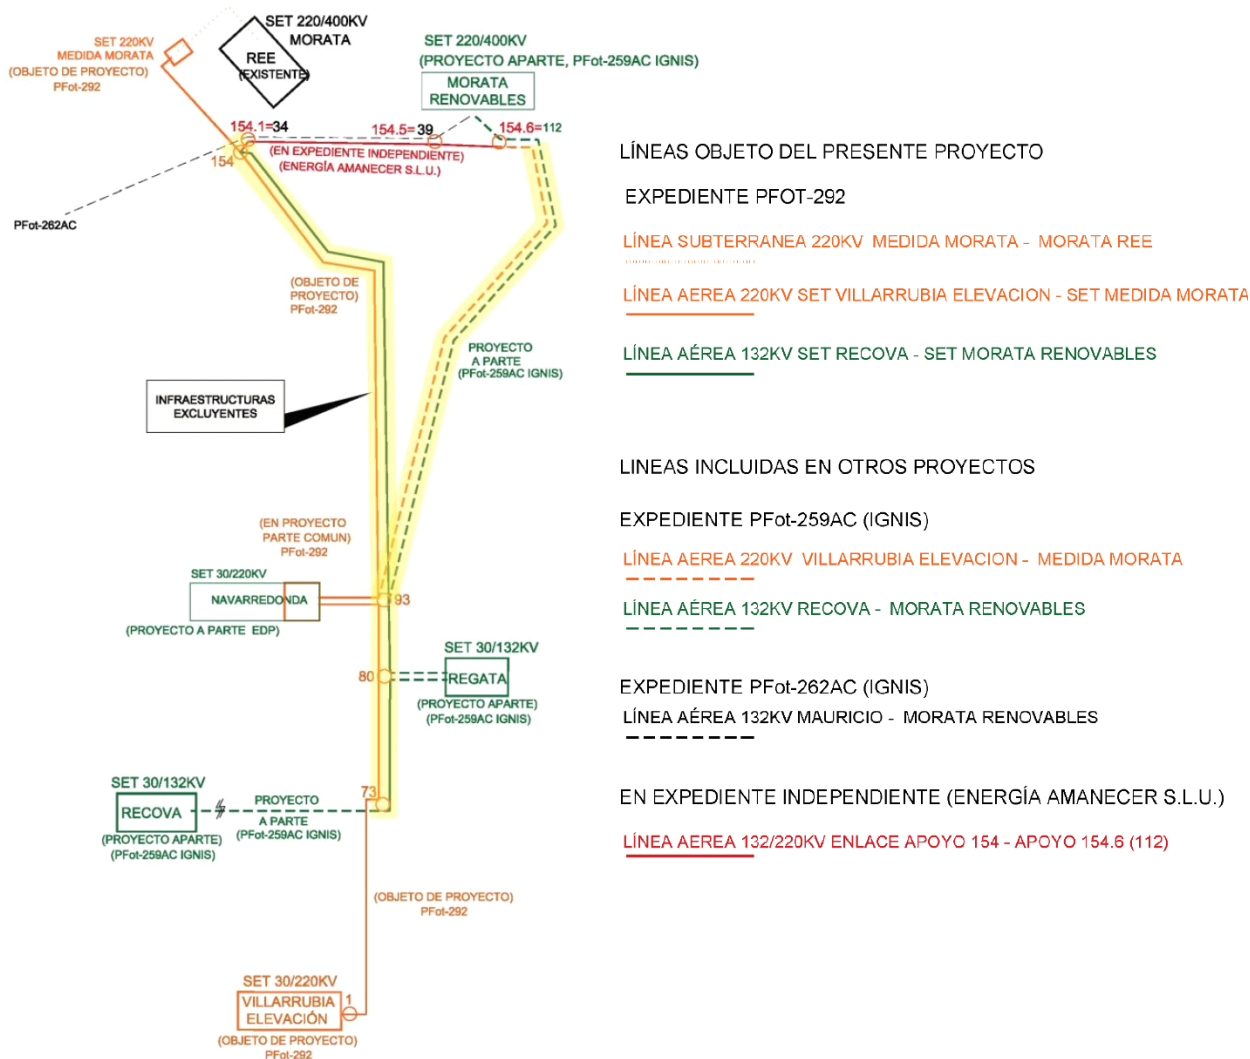 SET 220/400KV
MORATA
REE
(EXISTENTE)
SET 220KV
MEDIDA MORATA
(OBJETO DE PROYECTO)
PFot-292
SET 220/400KV
(PROYECTO APARTE, PFot-259AC IGNIS)
MORATA
RENOVABLES
154.1=34
154.5=39
154.6=112
154
(EN EXPEDIENTE INDEPENDIENTE)
(ENERGÍA AMANECER S.L.U.)
PFot-262AC
(OBJETO DE
PROYECTO)
PFot-292
PROYECTO
A PARTE
(PFot-259AC IGNIS)
INFRAESTRUCTURAS
EXCLUYENTES
(EN PROYECTO
PARTE COMUN)
PFot-292
SET 30/220KV
NAVARREDONDA
(PROYECTO A PARTE EDP)
93
80
SET 30/132KV
REGATA
(PROYECTO APARTE)
(PFot-259AC IGNIS)
73
SET 30/132KV
RECOVA
(PROYECTO APARTE)
(PFot-259AC IGNIS)
PROYECTO
A PARTE
(PFot-259AC IGNIS)
(OBJETO DE PROYECTO)
PFot-292
SET 30/220KV
VILLARRUBIA
ELEVACIÓN
1
(OBJETO DE PROYECTO)
PFot-292
LÍNEAS OBJETO DEL PRESENTE PROYECTO
EXPEDIENTE PFOT-292
LÍNEA SUBTERRANEA 220KV MEDIDA MORATA - MORATA REE
LÍNEA AEREA 220KV SET VILLARRUBIA ELEVACION - SET MEDIDA MORATA
LÍNEA AÉREA 132KV SET RECOVA - SET MORATA RENOVABLES
LINEAS INCLUIDAS EN OTROS PROYECTOS
EXPEDIENTE PFot-259AC (IGNIS)
LÍNEA AEREA 220KV VILLARRUBIA ELEVACION - MEDIDA MORATA
LÍNEA AÉREA 132KV RECOVA - MORATA RENOVABLES
EXPEDIENTE PFot-262AC (IGNIS)
LÍNEA AÉREA 132KV MAURICIO - MORATA RENOVABLES
EN EXPEDIENTE INDEPENDIENTE (ENERGÍA AMANECER S.L.U.)
LÍNEA AEREA 132/220KV ENLACE APOYO 154 - APOYO 154.6 (112)